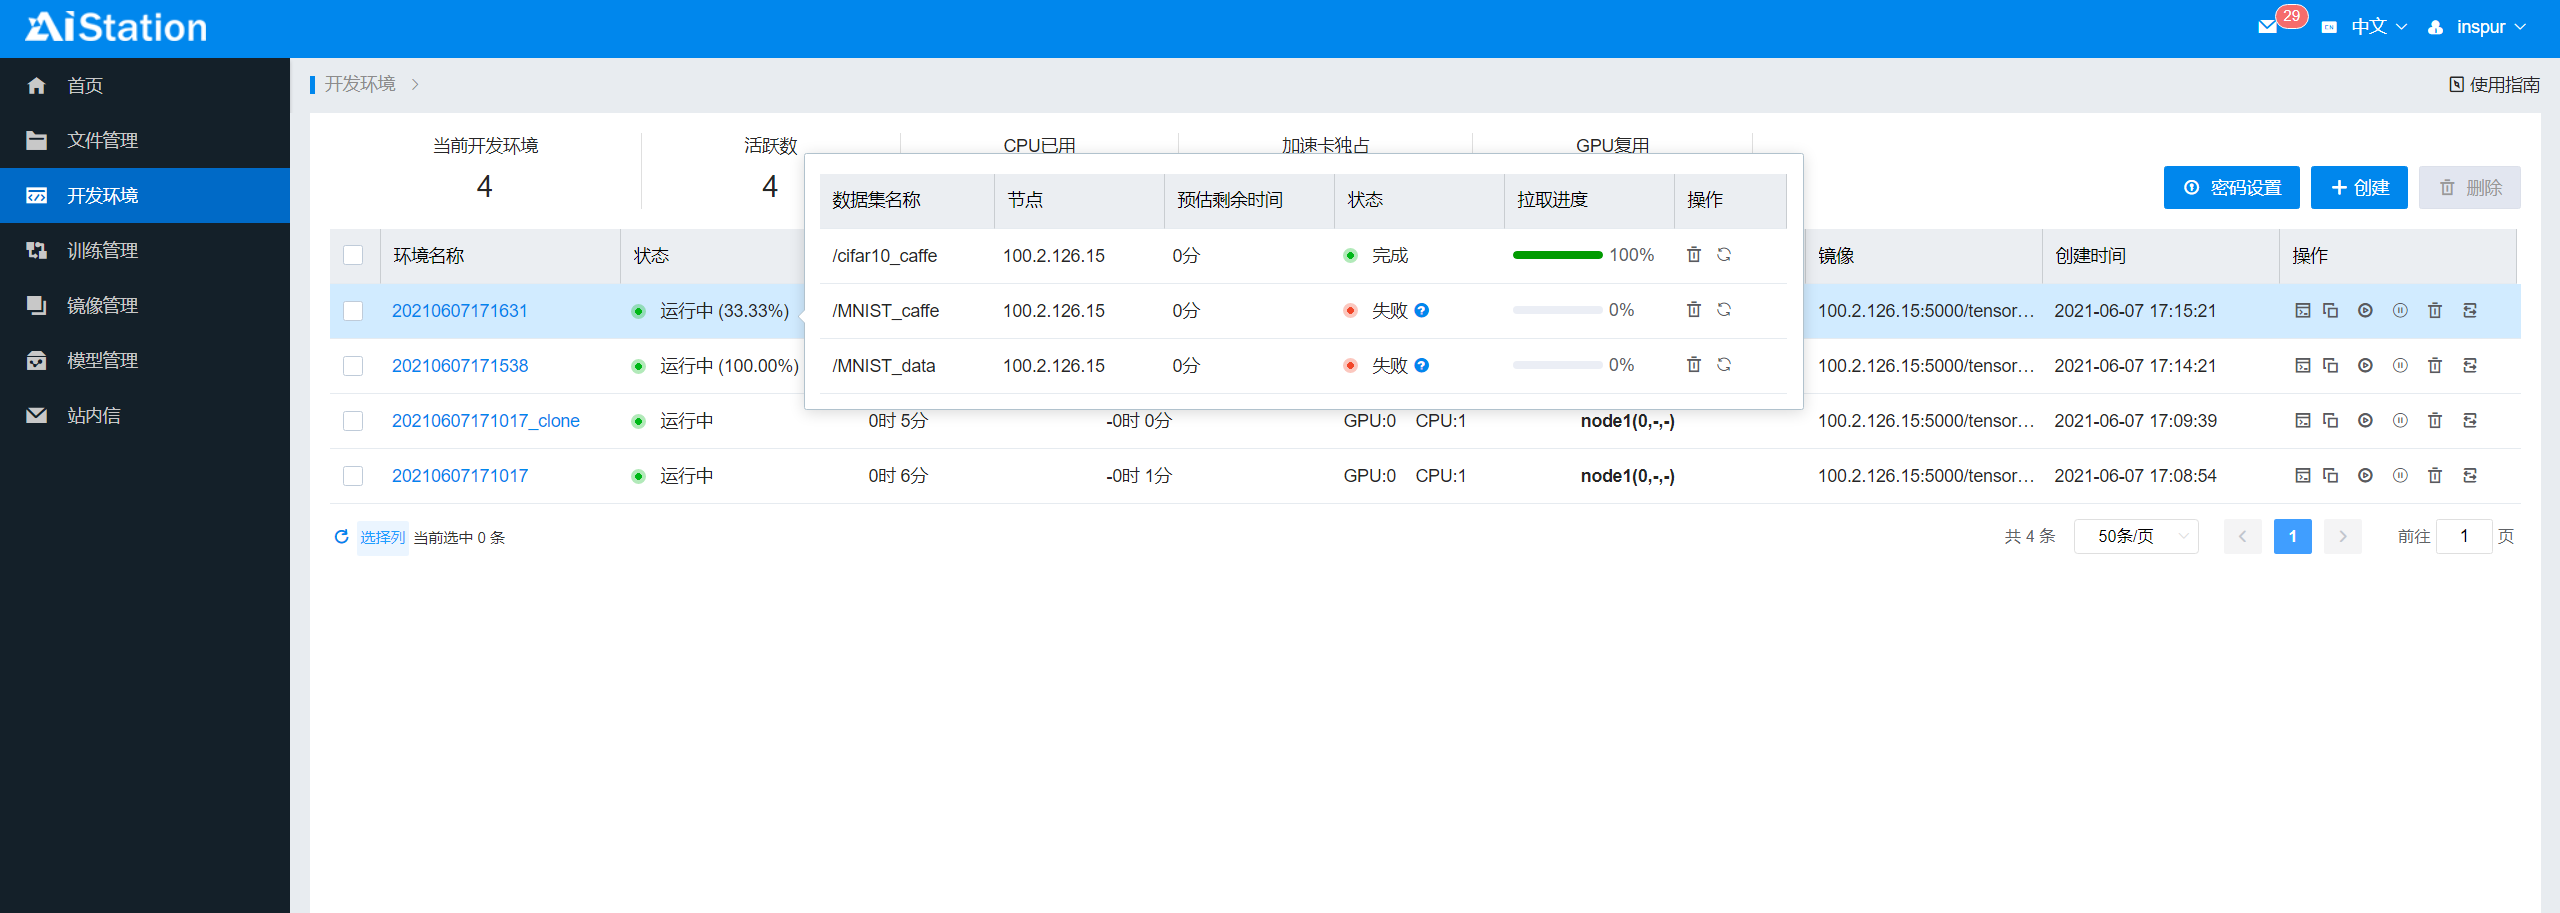 AiStation
29
EN
中文
inspur
首页
文件管理
开发环境
训练管理
镜像管理
模型管理
站内信
开发环境
使用指南
当前开发环境
4
活跃数
4
CPU已用
加速卡独占
GPU复用
密码设置
创建
删除
环境名称 状态 镜像 创建时间 操作
20210607171631 运行中 (33.33%) 100.2.126.15:5000/tensor… 2021-06-07 17:15:21
20210607171538 运行中 (100.00%) 100.2.126.15:5000/tensor… 2021-06-07 17:14:21
20210607171017_clone 运行中 0时 5分 -0时 0分 GPU:0 CPU:1 node1(0,-,-) 100.2.126.15:5000/tensor… 2021-06-07 17:09:39
20210607171017 运行中 0时 6分 -0时 1分 GPU:0 CPU:1 node1(0,-,-) 100.2.126.15:5000/tensor… 2021-06-07 17:08:54
数据集名称 节点 预估剩余时间 状态 拉取进度 操作
/cifar10_caffe 100.2.126.15 0分 完成 100%
/MNIST_caffe 100.2.126.15 0分 失败 0%
/MNIST_data 100.2.126.15 0分 失败 0%
选择列 当前选中 0 条
共 4 条 50条/页 1 前往 1 页